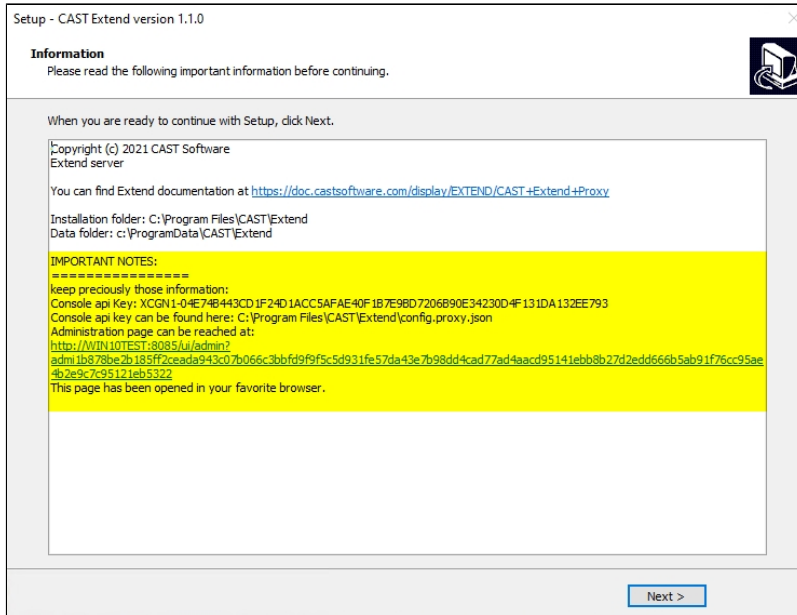 Setup - CAST Extend version 1.1.0
Information
Please read the following important information before continuing.
When you are ready to continue with Setup, click Next.
Copyright (c) 2021 CAST Software
Extend server
You can find Extend documentation at https://doc.castsoftware.com/display/EXTEND/CAST+Extend+Proxy
Installation folder: C:\Program Files\CAST\Extend
Data folder: c:\ProgramData\CAST\Extend
IMPORTANT NOTES:
================
keep preciously those information:
Console api Key: XCGN1-04E74B443CD1F24D1ACC5AFAE40F1B7E9BD7206B90E34230D4F131DA132EE793
Console api key can be found here: C:\Program Files\CAST\Extend\config.proxy.json
Administration page can be reached at:
http://WIN10TEST:8085/ui/admin?
admi1b878be2b185ff2ceada943c07b066c3bbfd9f9f5c5d931fe57da43e7b98dd4cad77ad4aacd95141ebb8b27d2edd666b5ab91f76cc95ae
4b2e9c7c95121eb5322
This page has been opened in your favorite browser.
Next >